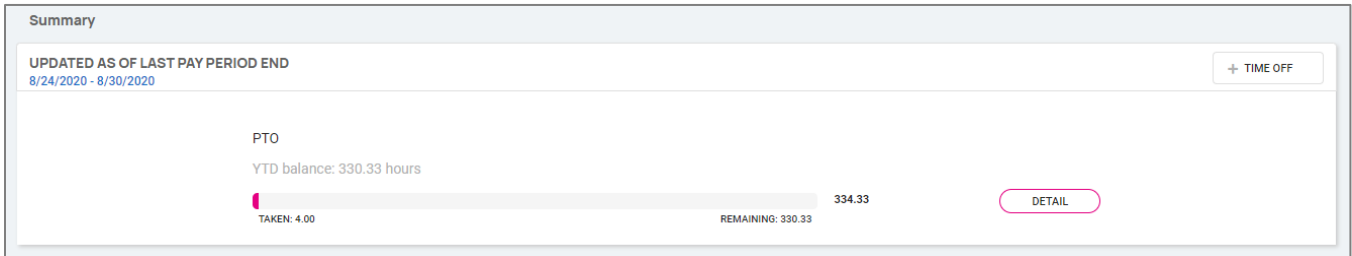 Summary
UPDATED AS OF LAST PAY PERIOD END
8/24/2020 - 8/30/2020
+ TIME OFF
PTO
YTD balance: 330.33 hours
334.33
DETAIL
TAKEN: 4.00
REMAINING: 330.33